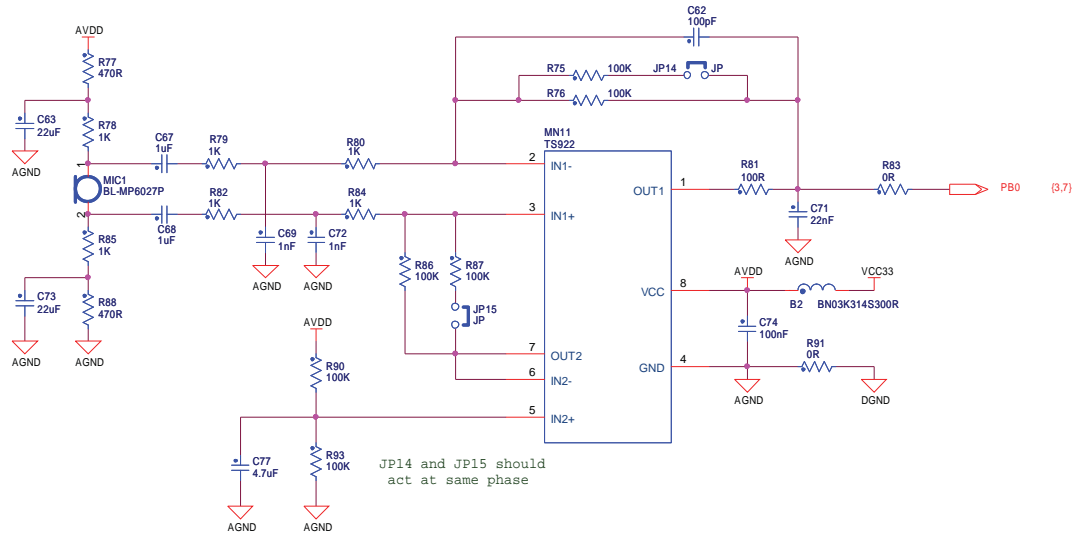 C62
100pF
AVDD
R77
470R
R75
100K
JP14
JP
R76
100K
C63
22uF
R78
1K
AGND
1
C67
1uF
R79
1K
R80
1K
MN11
TS922
2
IN1-
MIC1
BL-MP6027P
2
C68
1uF
R82
1K
R84
1K
3
IN1+
OUT1
1
R81
100R
R83
0R
PB0
(3,7)
C71
22nF
AGND
R85
1K
C69
1nF
C72
1nF
AGND
AGND
R86
100K
R87
100K
C73
22uF
R88
470R
AGND
AGND
JP15
JP
VCC
8
AVDD
VCC33
B2
BN03K314S300R
C74
100nF
R91
0R
GND
4
AGND
DGND
AVDD
R90
100K
7
OUT2
6
IN2-
5
IN2+
C77
4.7uF
R93
100K
AGND
AGND
JP14 and JP15 should
act at same phase